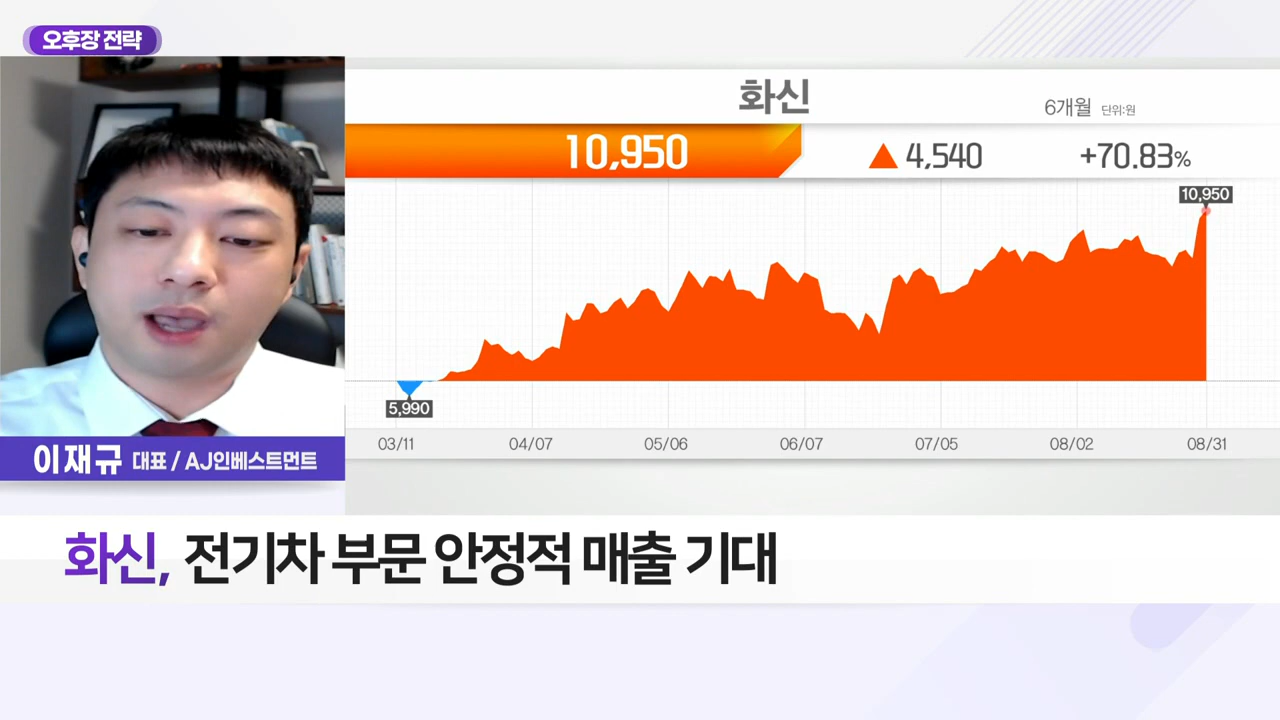 오후장 전략
화신
6개월 단위:원
10,950 ▲ 4,540 +70.83%
10,950
5,990
03/11 04/07 05/06 06/07 07/05 08/02 08/31
이재규 대표 / AJ인베스트먼트
화신, 전기차 부문 안정적 매출 기대